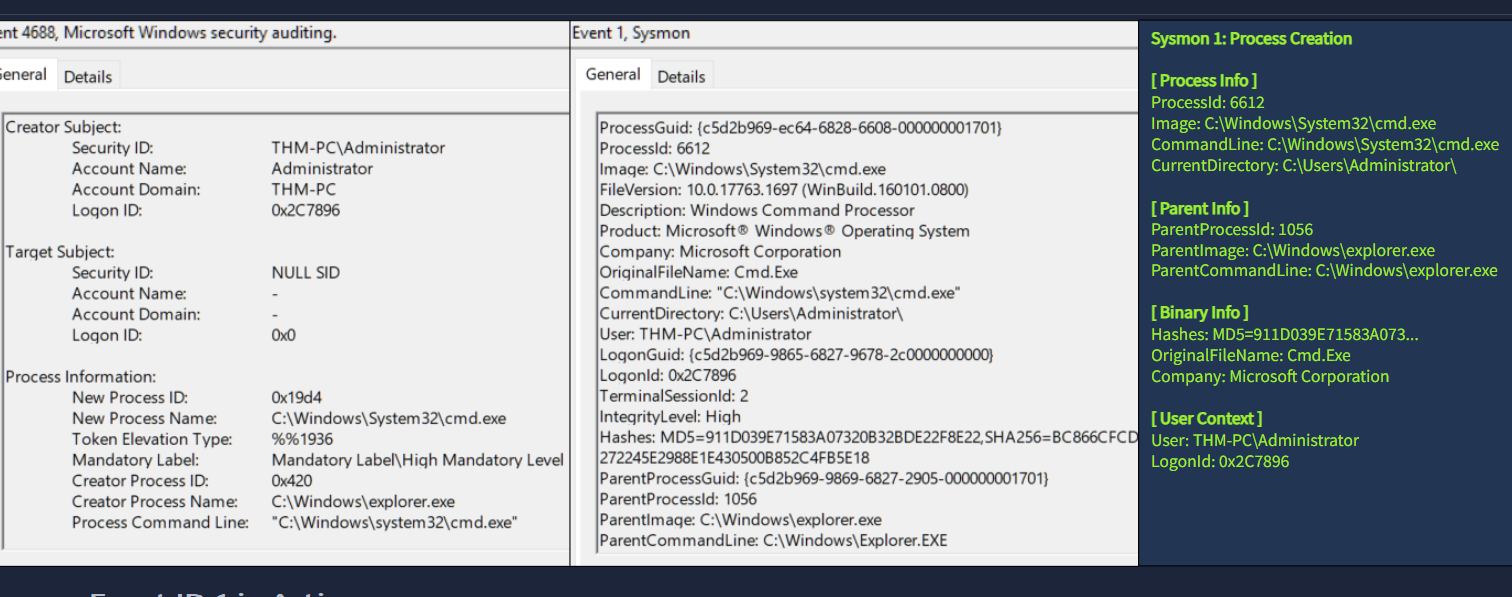 ent 4688, Microsoft Windows security auditing.
General
Details
Creator Subject:
Security ID: THM-PC\Administrator
Account Name: Administrator
Account Domain: THM-PC
Logon ID: 0x2C7896
Target Subject:
Security ID: NULL SID
Account Name: -
Account Domain: -
Logon ID: 0x0
Process Information:
New Process ID: 0x19d4
New Process Name: C:\Windows\System32\cmd.exe
Token Elevation Type: %%1936
Mandatory Label: Mandatory Label\High Mandatory Level
Creator Process ID: 0x420
Creator Process Name: C:\Windows\explorer.exe
Process Command Line: "C:\Windows\system32\cmd.exe"
Event 1, Sysmon
General
Details
ProcessGuid: {c5d2b969-ec64-6828-6608-000000001701}
ProcessId: 6612
Image: C:\Windows\System32\cmd.exe
FileVersion: 10.0.17763.1697 (WinBuild.160101.0800)
Description: Windows Command Processor
Product: Microsoft® Windows® Operating System
Company: Microsoft Corporation
OriginalFileName: Cmd.Exe
CommandLine: "C:\Windows\system32\cmd.exe"
CurrentDirectory: C:\Users\Administrator\
User: THM-PC\Administrator
LogonGuid: {c5d2b969-9865-6827-9678-2c0000000000}
LogonId: 0x2C7896
TerminalSessionId: 2
IntegrityLevel: High
Hashes: MD5=911D039E71583A07320B32BDE22F8E22,SHA256=BC866CFCD
272245E2988E1E430500B852C4FB5E18
ParentProcessGuid: {c5d2b969-9869-6827-2905-000000001701}
ParentProcessId: 1056
ParentImage: C:\Windows\explorer.exe
ParentCommandLine: C:\Windows\Explorer.EXE
Sysmon 1: Process Creation
[ Process Info ]
ProcessId: 6612
Image: C:\Windows\System32\cmd.exe
CommandLine: C:\Windows\System32\cmd.exe
CurrentDirectory: C:\Users\Administrator\
[ Parent Info ]
ParentProcessId: 1056
ParentImage: C:\Windows\explorer.exe
ParentCommandLine: C:\Windows\explorer.exe
[ Binary Info ]
Hashes: MD5=911D039E71583A073...
OriginalFileName: Cmd.Exe
Company: Microsoft Corporation
[ User Context ]
User: THM-PC\Administrator
LogonId: 0x2C7896